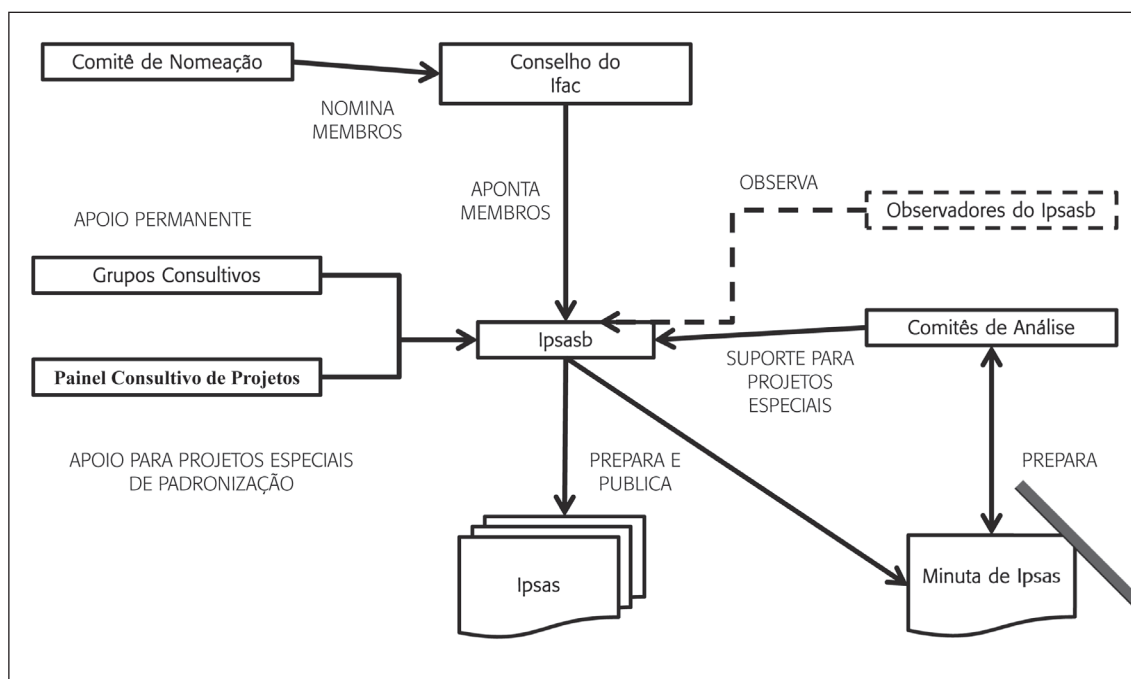 Comitê de Nomeação
Conselho do
Ifac
NOMINA
MEMBROS
APONTA
MEMBROS
OBSERVA
Observadores do Ipsasb
APOIO PERMANENTE
Grupos Consultivos
Painel Consultivo de Projetos
Ipsasb
Comitês de Análise
SUPORTE PARA
PROJETOS
ESPECIAIS
APOIO PARA PROJETOS ESPECIAIS
DE PADRONIZAÇÃO
PREPARA E
PUBLICA
PREPARA
Ipsas
Minuta de Ipsas